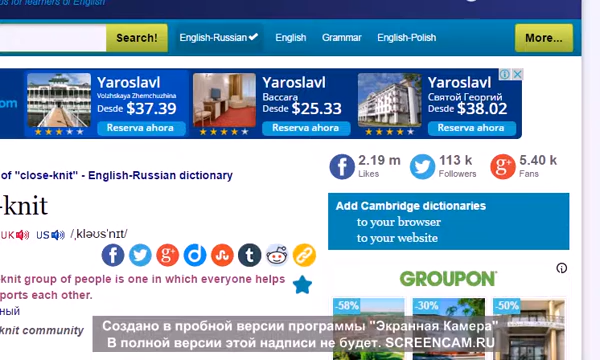 us for learners of English
Search!
English-Russian
English
Grammar
English-Polish
More...
.com
Yaroslavl
Volzhskaya Zhemchuzhina
Desde $37.39
Reserva ahora
Yaroslavl
Baccara
Desde $25.33
Reserva ahora
Yaroslavl
Святой Георгий
Desde $38.02
Reserva ahora
of "close-knit" - English-Russian dictionary
2.19 m
Likes
113 k
Followers
5.40 k
Fans
-knit
UK US /ˌkləʊsˈnɪt/
Add Cambridge dictionaries
to your browser
to your website
knit group of people is one in which everyone helps
ports each other.
ный
knit community
GROUPON
-58%
-30%
-50%
Создано в пробной версии программы "Экранная Камера"
В полной версии этой надписи не будет. SCREENCAM.RU